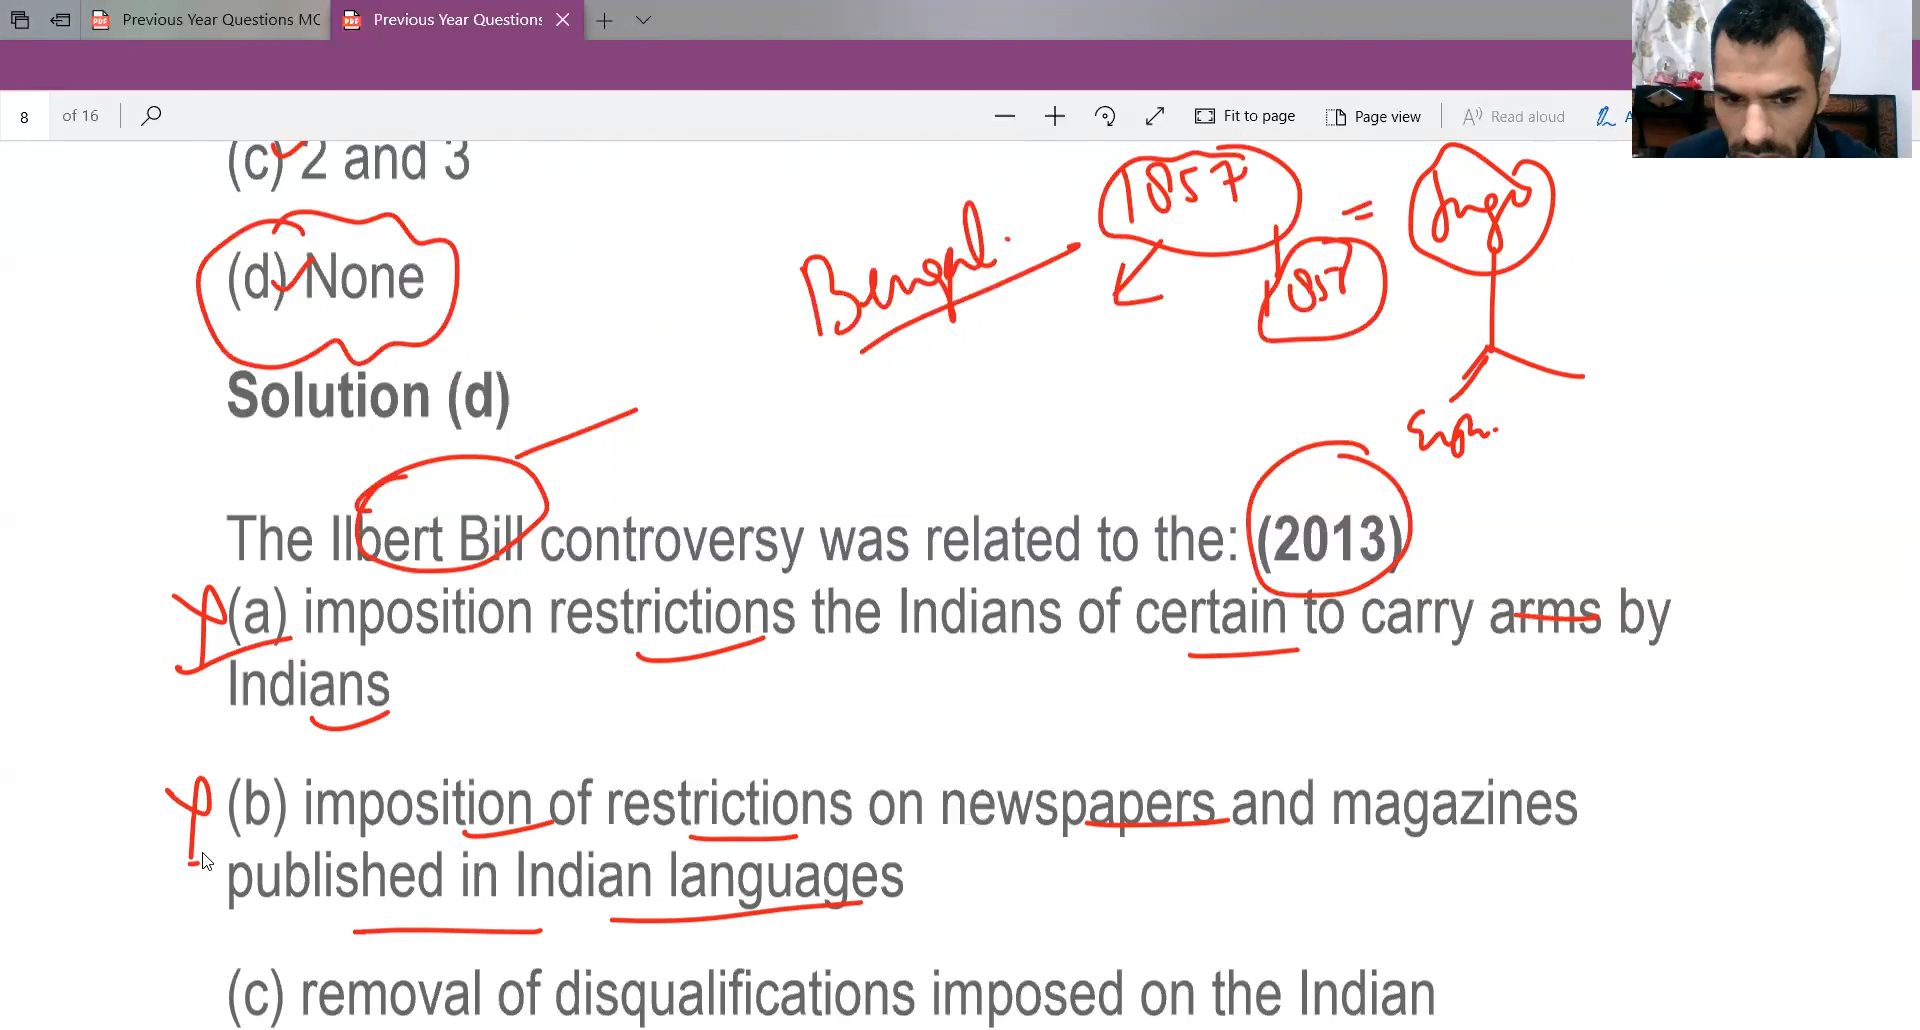 Previous Year Questions MC
Previous Year Questions
8 of 16
Fit to page
Page view
Read aloud
(c) 2 and 3
1857 =
Bengal.
1857
(d) None
Solution (d)
The Ilbert Bill controversy was related to the: (2013)
(a) imposition restrictions the Indians of certain to carry arms by
Indians
(b) imposition of restrictions on newspapers and magazines
published in Indian languages
(c) removal of disqualifications imposed on the Indian